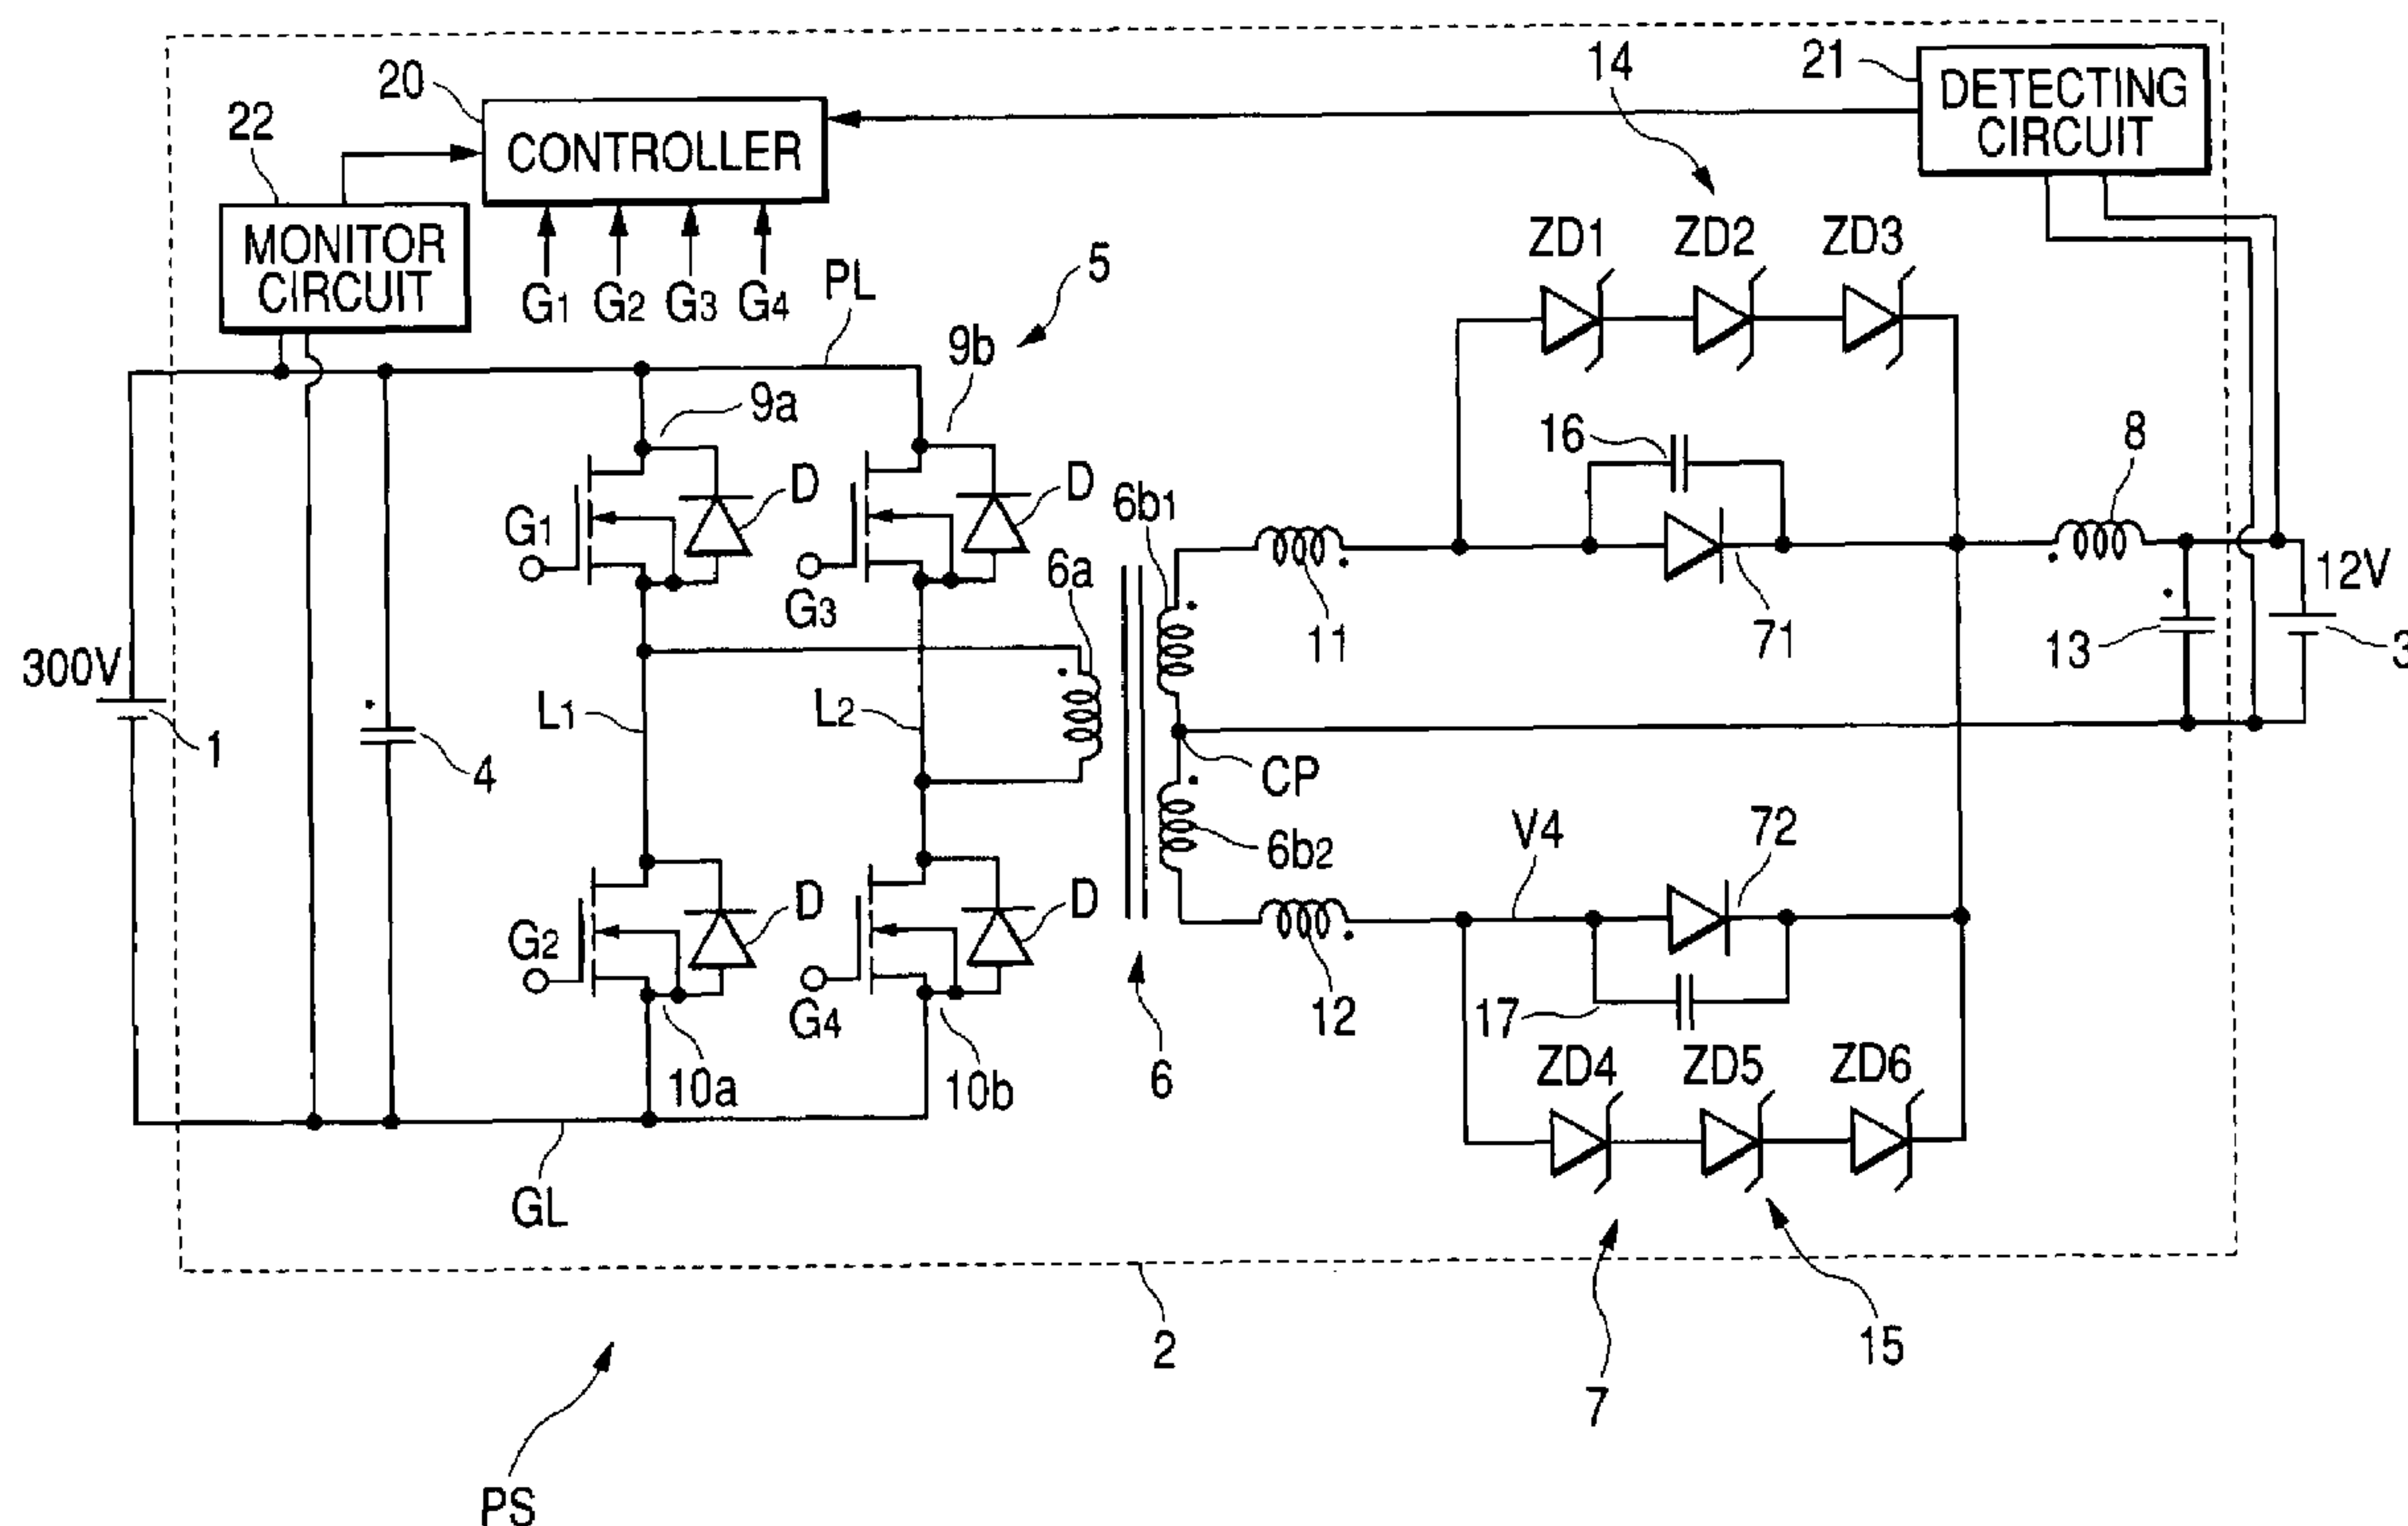 20
CONTROLLER
14
21
DETECTING
CIRCUIT
22
MONITOR
CIRCUIT
G1 G2 G3 G4
PL
5
ZD1 ZD2 ZD3
9b
9a
16
8
D
D
G1
G3
6b1
6a
11
71
12V
13
3
300V
1
4
L1
L2
CP
6b2
V4
72
D
D
G2
G4
12
17
10a
10b
6
ZD4 ZD5 ZD6
GL
2
7
15
PS